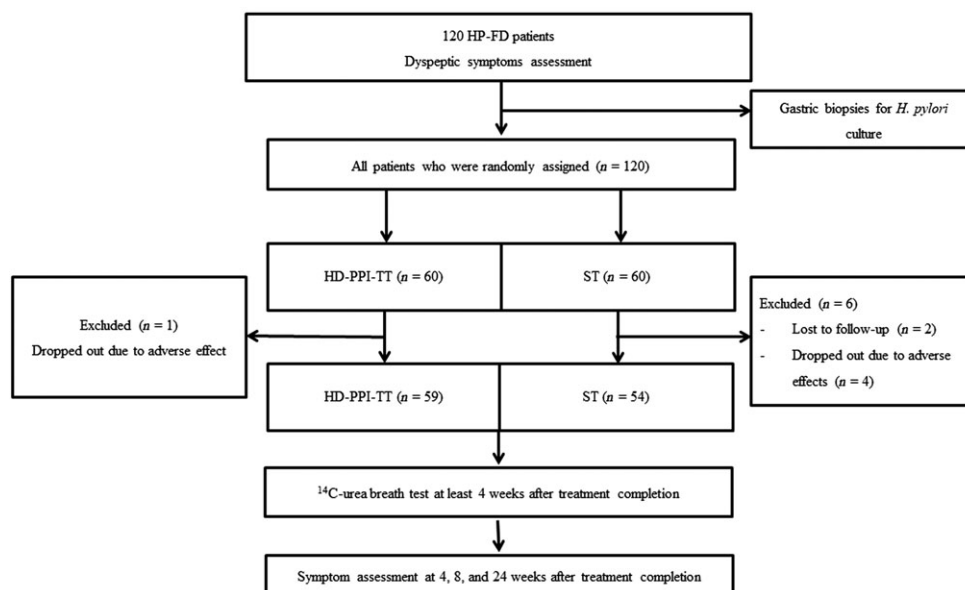 120 HP-FD patients
Dyspeptic symptoms assessment
Gastric biopsies for H. pylori
culture
All patients who were randomly assigned (n = 120)
HD-PPI-TT (n = 60)
ST (n = 60)
Excluded (n = 1)
Dropped out due to adverse effect
Excluded (n = 6)
- Lost to follow-up (n = 2)
- Dropped out due to adverse
effects (n = 4)
HD-PPI-TT (n = 59)
ST (n = 54)
¹⁴C-urea breath test at least 4 weeks after treatment completion
Symptom assessment at 4, 8, and 24 weeks after treatment completion